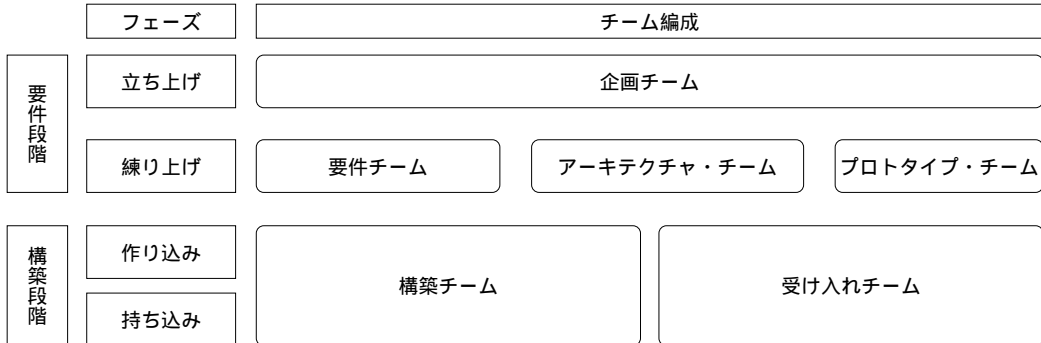 フェーズ
チーム編成
要件段階
立ち上げ
企画チーム
練り上げ
要件チーム
アーキテクチャ・チーム
プロトタイプ・チーム
構築段階
作り込み
構築チーム
受け入れチーム
持ち込み